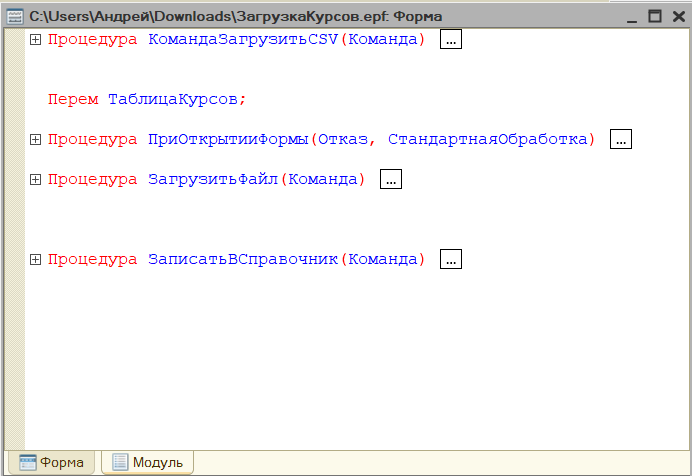 C:\Users\Андрей\Downloads\ЗагрузкаКурсов.epf: Форма
Процедура КомандаЗагрузитьCSV(Команда) ...
Перем ТаблицаКурсов;
Процедура ПриОткрытииФормы(Отказ, СтандартнаяОбработка) ...
Процедура ЗагрузитьФайл(Команда) ...
Процедура ЗаписатьВСправочник(Команда) ...
Форма Модуль